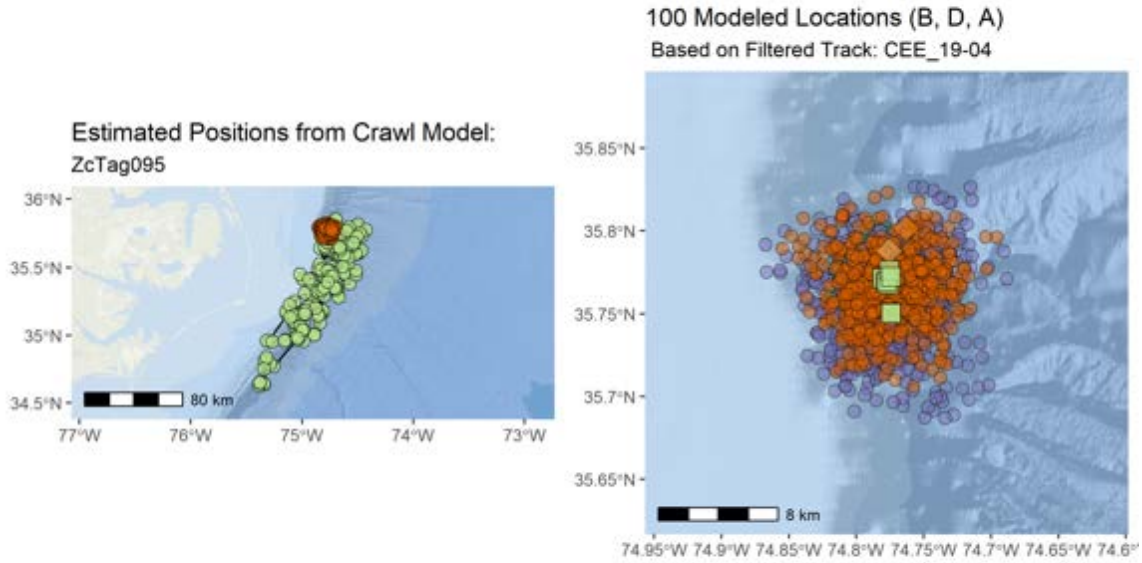 Estimated Positions from Crawl Model:
ZcTag095
36°N
35.5°N
35°N
34.5°N
80 km
77°W 76°W 75°W 74°W 73°W
100 Modeled Locations (B, D, A)
Based on Filtered Track: CEE_19-04
35.85°N
35.8°N
35.75°N
35.7°N
35.65°N
8 km
74.95°W 74.9°W 74.85°W 74.8°W 74.75°W 74.7°W 74.65°W 74.6°W